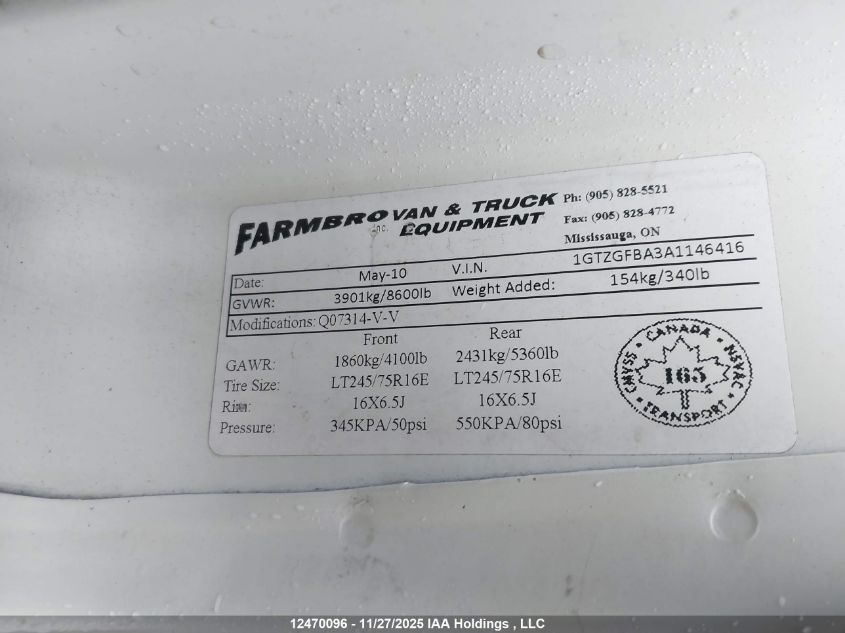 FARMBRO inc. VAN & TRUCK EQUIPMENT
Ph: (905) 828-5521
Fax: (905) 828-4772
Mississauga, ON
Date: May-10 V.I.N. 1GTZGFBA3A1146416
GVWR: 3901kg/8600lb Weight Added: 154kg/340lb
Modifications: Q07314-V-V
Front Rear
GAWR: 1860kg/4100lb 2431kg/5360lb
Tire Size: LT245/75R16E LT245/75R16E
Rim: 16X6.5J 16X6.5J
Pressure: 345KPA/50psi 550KPA/80psi
CANADA
CMVSS 165 NSVAC
TRANSPORT
12470096 - 11/27/2025 IAA Holdings , LLC